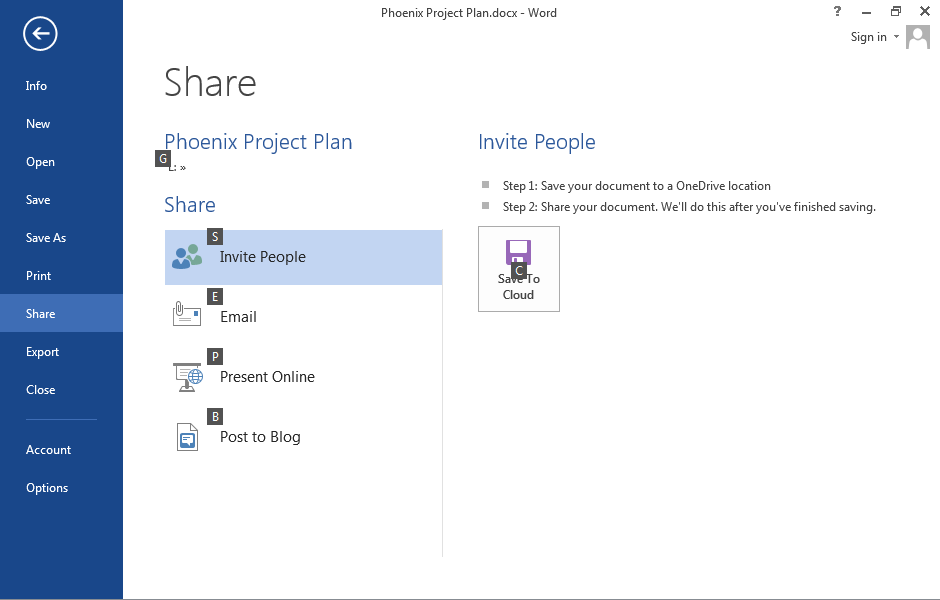 Phoenix Project Plan.docx - Word
?
Sign in
Info
New
Open
Save
Save As
Print
Share
Export
Close
Account
Options
Share
Phoenix Project Plan
G
L: »
Share
S
Invite People
E
Email
P
Present Online
B
Post to Blog
Invite People
Step 1: Save your document to a OneDrive location
Step 2: Share your document. We'll do this after you've finished saving.
C
Save To
Cloud